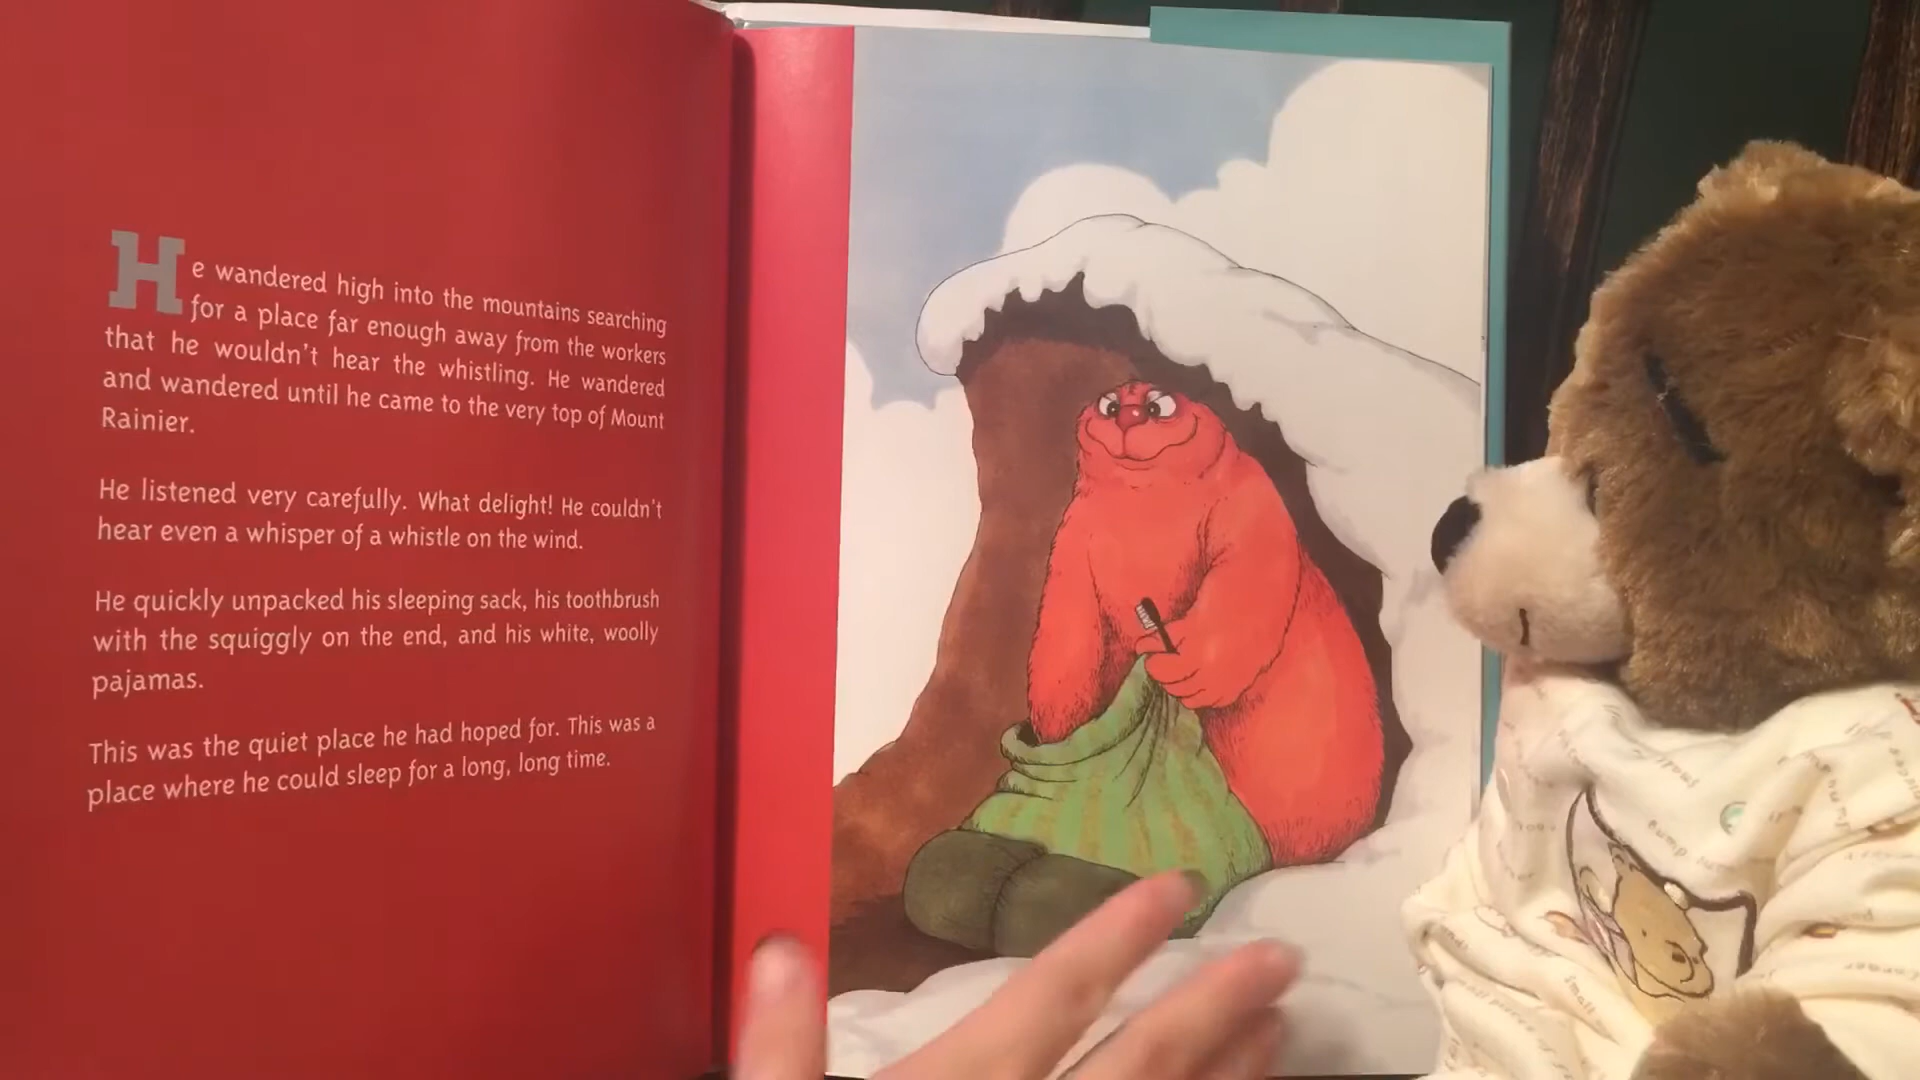 He wandered high into the mountains searching
for a place far enough away from the workers
that he wouldn't hear the whistling. He wandered
and wandered until he came to the very top of Mount
Rainier.
He listened very carefully. What delight! He couldn't
hear even a whisper of a whistle on the wind.
He quickly unpacked his sleeping sack, his toothbrush
with the squiggly on the end, and his white, woolly
pajamas.
This was the quiet place he had hoped for. This was a
place where he could sleep for a long, long time.